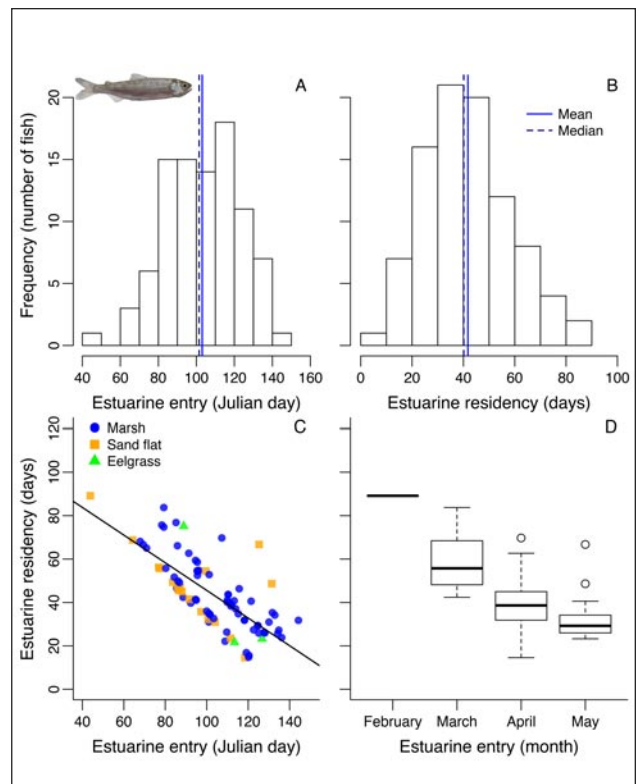 A
B
Frequency (number of fish)
0 5 10 15 20
40 60 80 100 120 140 160
Estuarine entry (Julian day)
Mean
Median
0 20 40 60 80 100
Estuarine residency (days)
C
Marsh
Sand flat
Eelgrass
Estuarine residency (days)
0 20 40 60 80 100 120
40 60 80 100 120 140
Estuarine entry (Julian day)
D
February March April May
Estuarine entry (month)